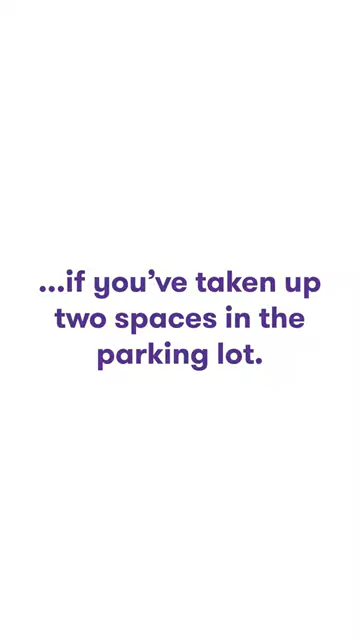 ...if you’ve taken up
two spaces in the
parking lot.